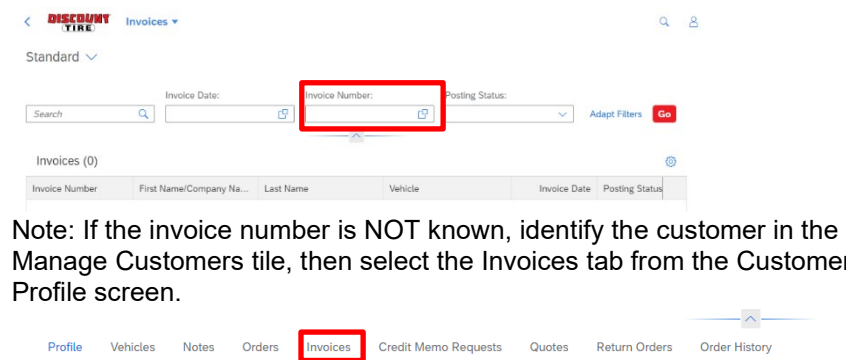 DISCOUNT TIRE Invoices
Standard
Invoice Date: Invoice Number: Posting Status:
Search Adapt Filters Go
Invoices (0)
Invoice Number First Name/Company Na... Last Name Vehicle Invoice Date Posting Status
Note: If the invoice number is NOT known, identify the customer in the
Manage Customers tile, then select the Invoices tab from the Customer
Profile screen.
Profile Vehicles Notes Orders Invoices Credit Memo Requests Quotes Return Orders Order History